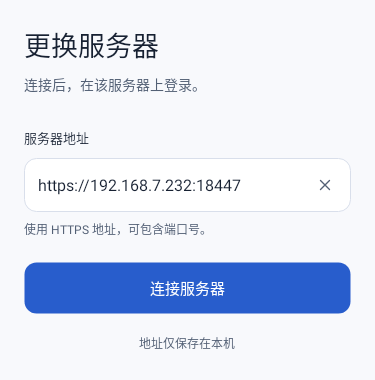 更换服务器
连接后，在该服务器上登录。
服务器地址
https://192.168.7.232:18447
使用 HTTPS 地址，可包含端口号。
连接服务器
地址仅保存在本机